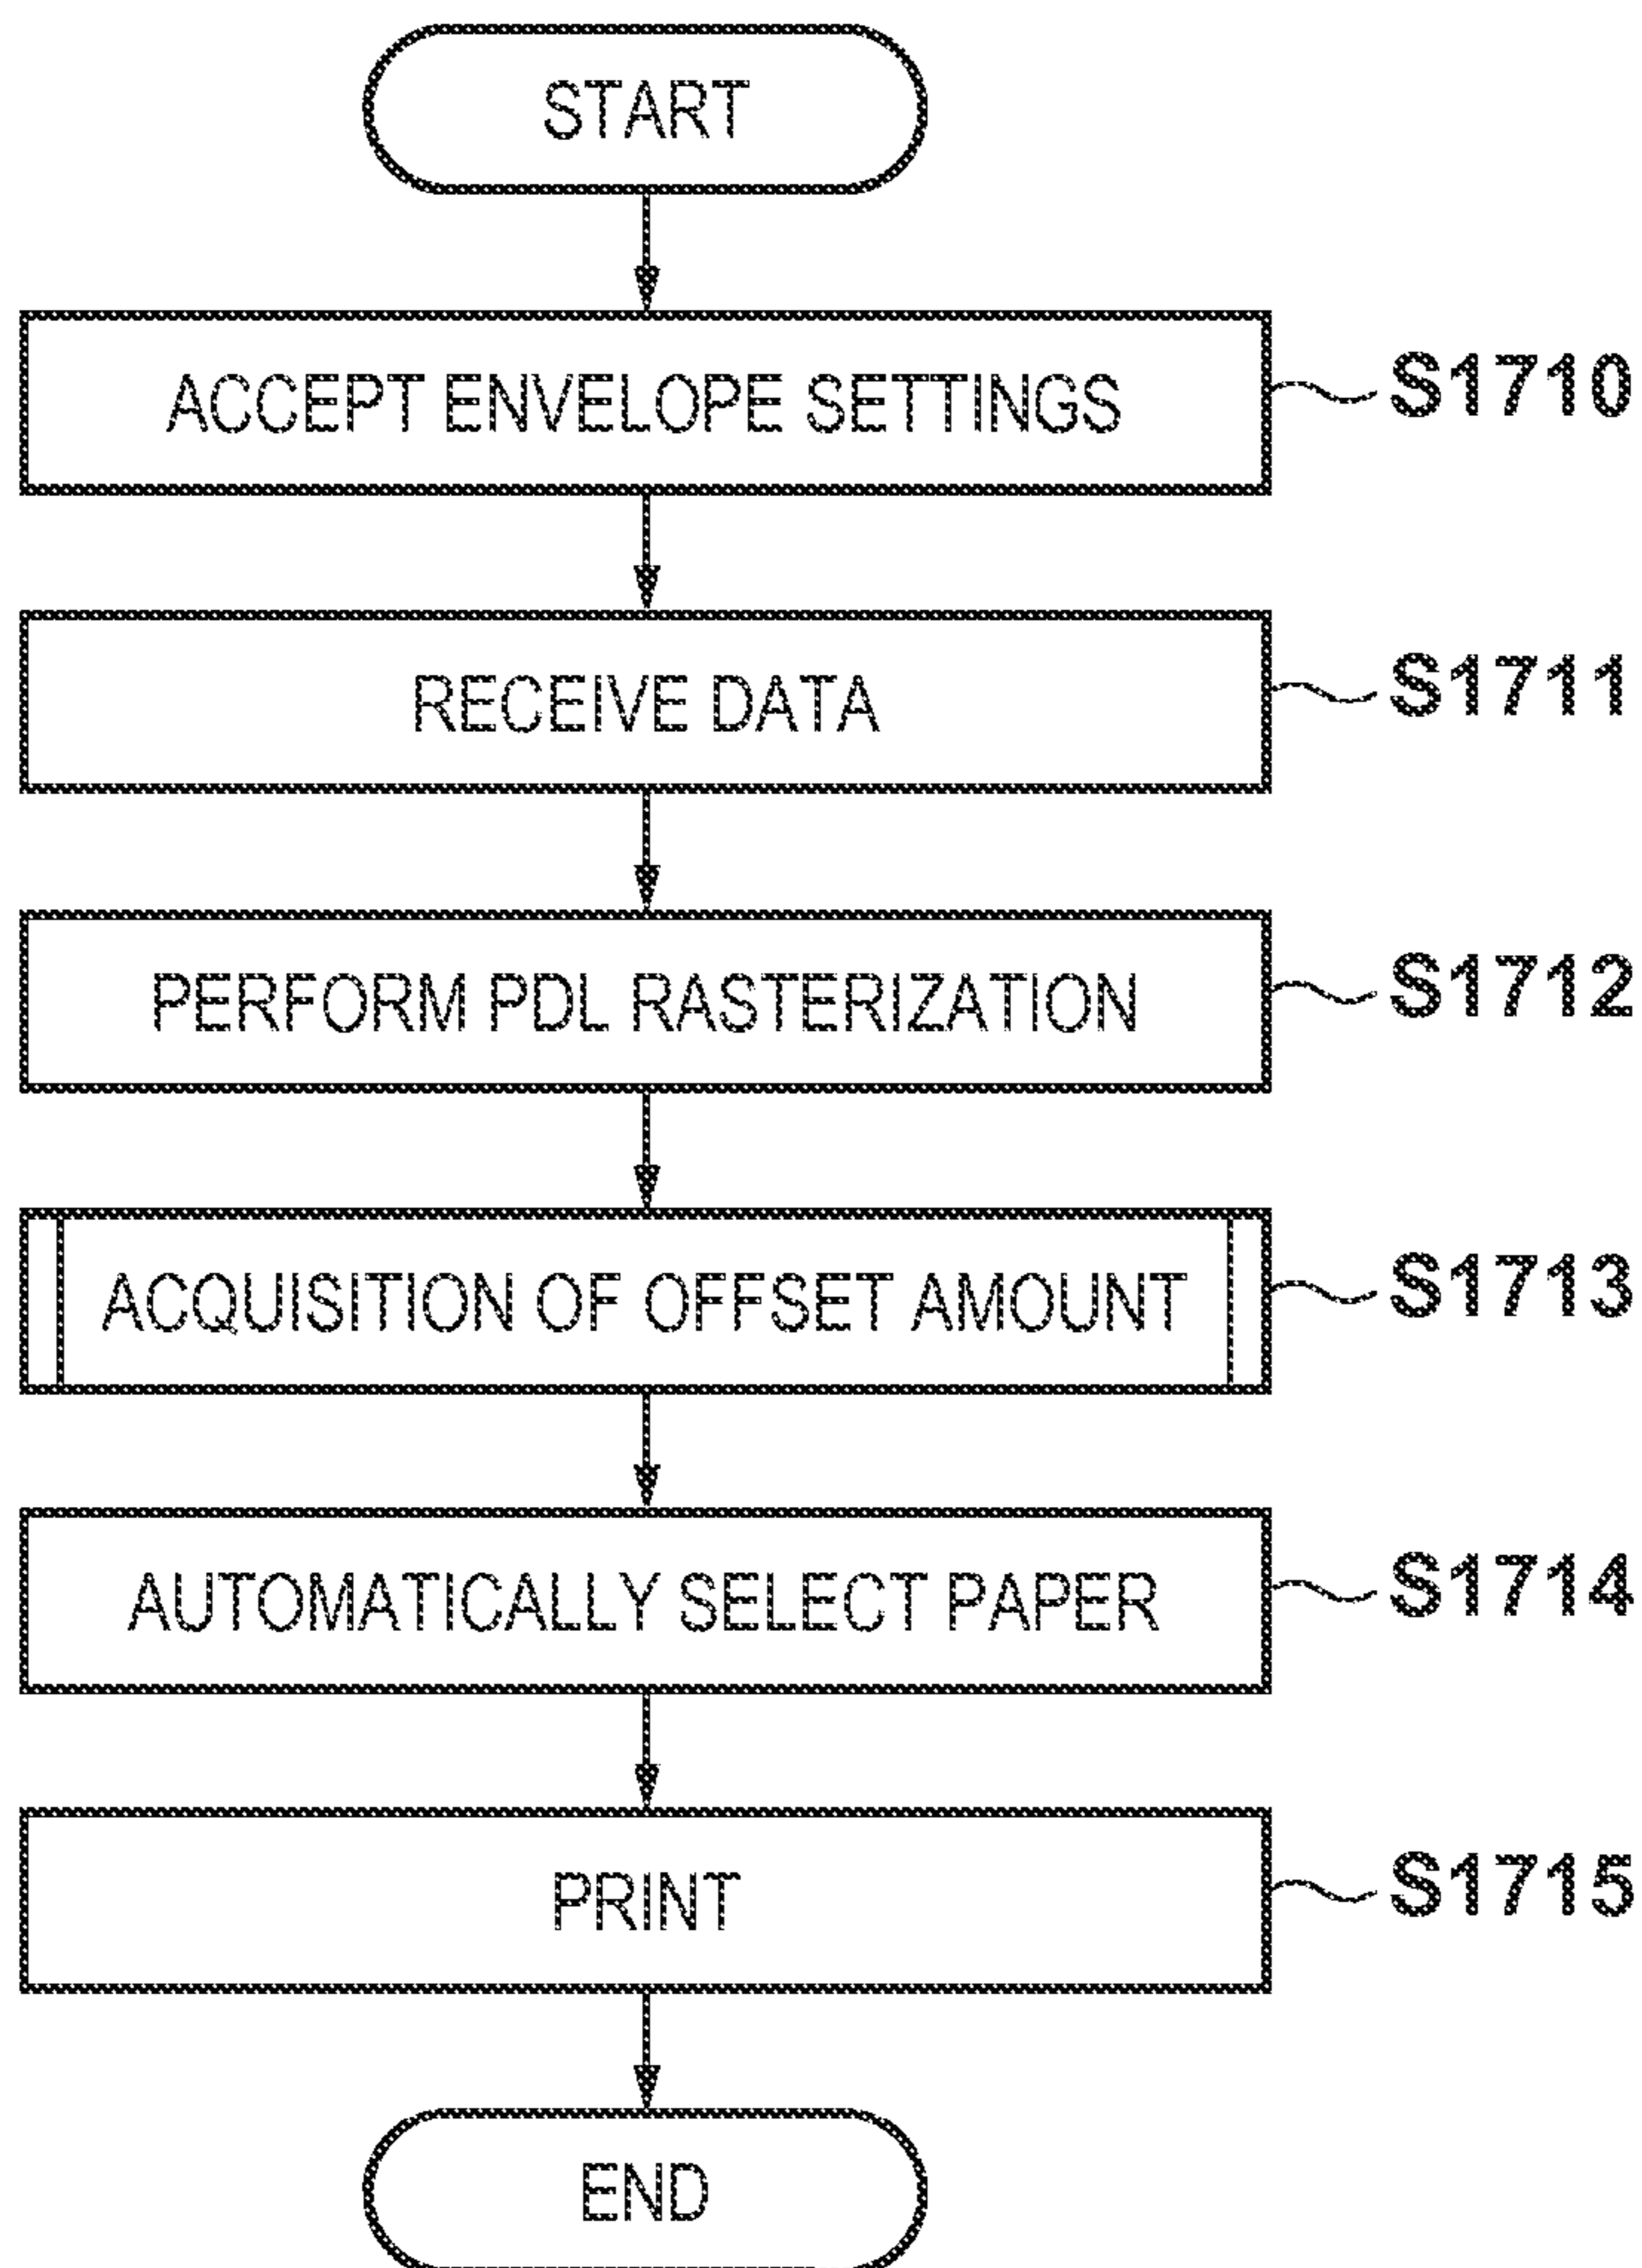 START
ACCEPT ENVELOPE SETTINGS S1710
RECEIVE DATA S1711
PERFORM PDL RASTERIZATION S1712
ACQUISITION OF OFFSET AMOUNT S1713
AUTOMATICALLY SELECT PAPER S1714
PRINT S1715
END